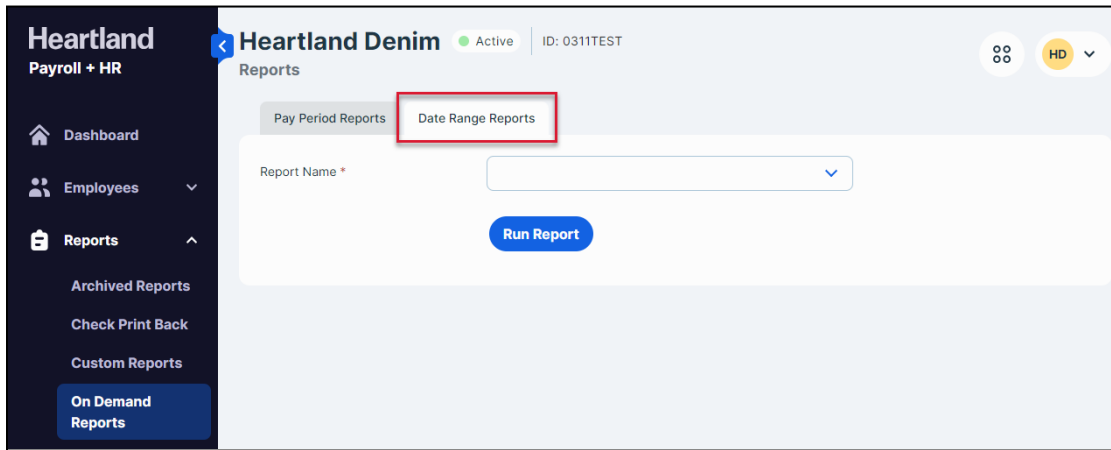 Heartland
Payroll + HR
Dashboard
Employees
Reports
Archived Reports
Check Print Back
Custom Reports
On Demand
Reports
Heartland Denim Active ID: 0311TEST
Reports
HD
Pay Period Reports Date Range Reports
Report Name *
Run Report